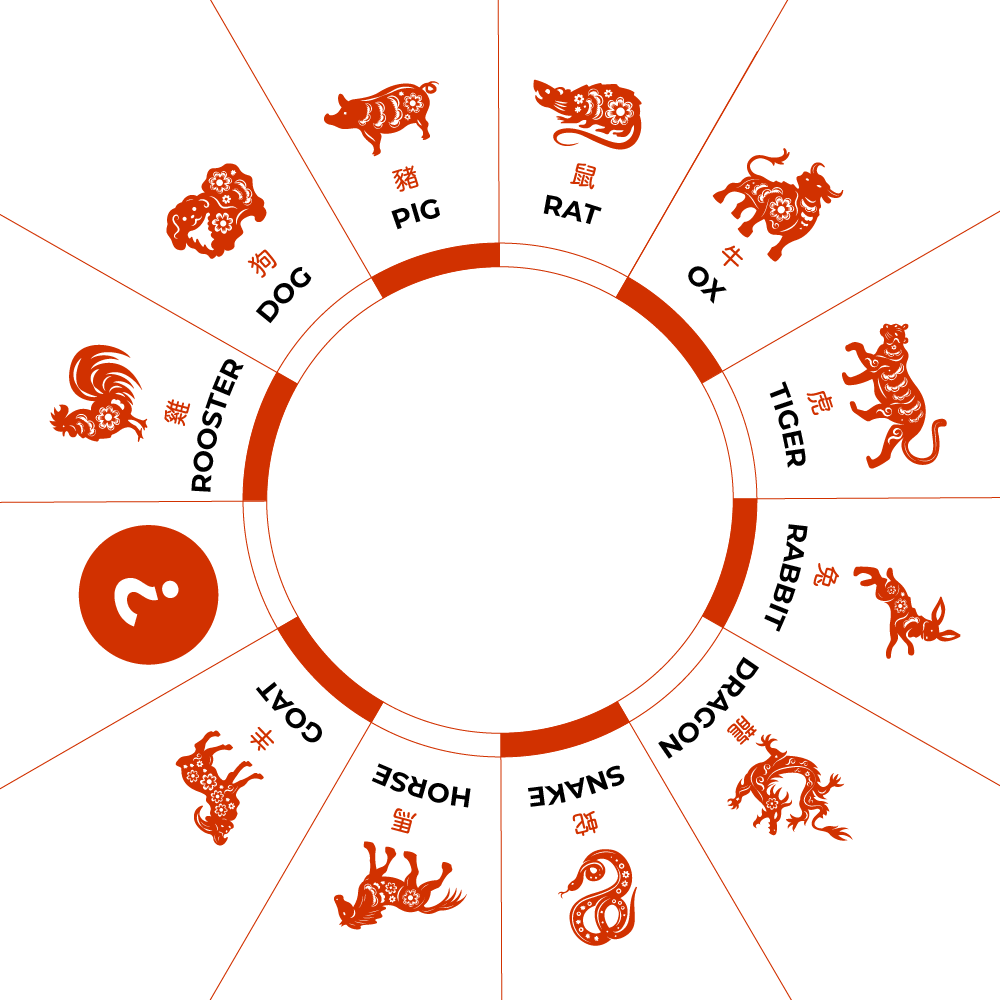 鼠
RAT
牛
OX
虎
TIGER
兔
RABBIT
龍
DRAGON
蛇
SNAKE
馬
HORSE
羊
GOAT
?
雞
ROOSTER
狗
DOG
豬
PIG